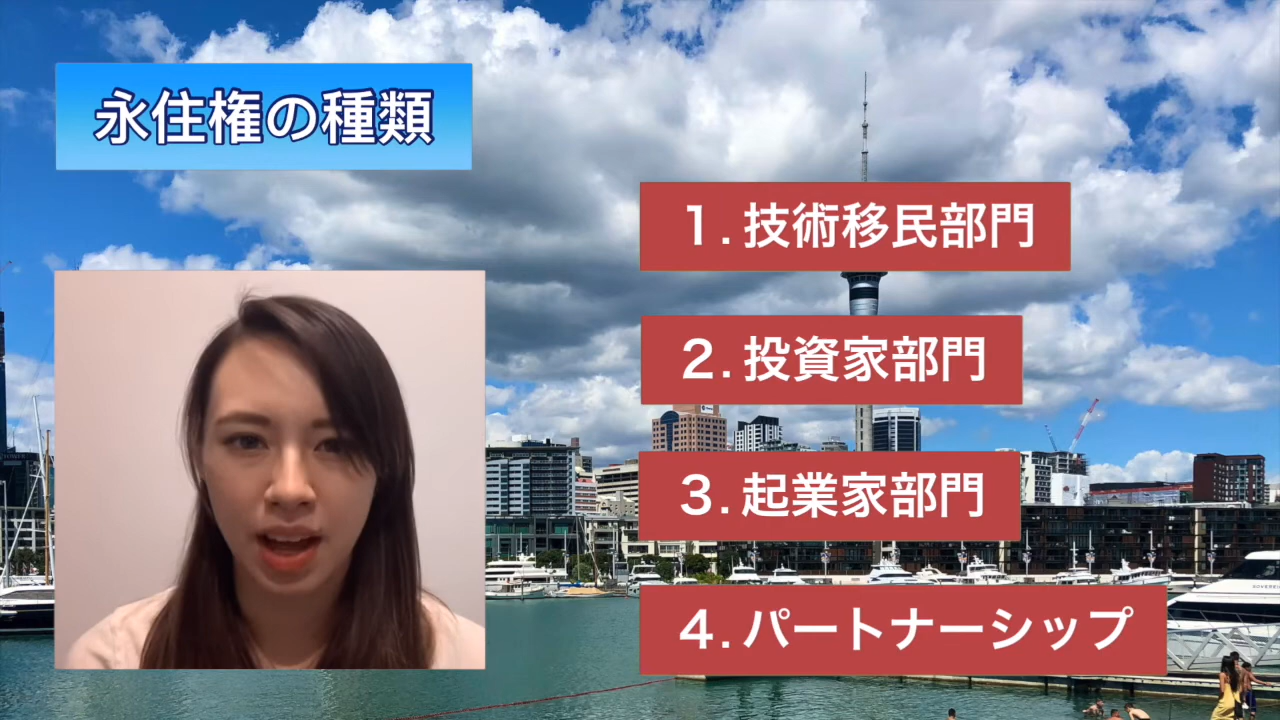 永住権の種類
１.技術移民部門
２.投資家部門
３.起業家部門
４.パートナーシップ